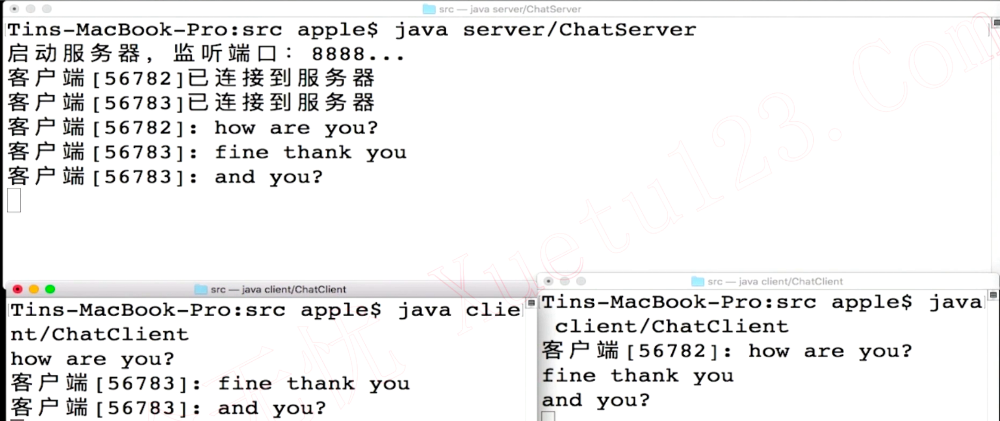 src — java server/ChatServer
Tins-MacBook-Pro:src apple$ java server/ChatServer
启动服务器，监听端口：8888...
客户端[56782]已连接到服务器
客户端[56783]已连接到服务器
客户端[56782]: how are you?
客户端[56783]: fine thank you
客户端[56783]: and you?
src — java client/ChatClient
Tins-MacBook-Pro:src apple$ java clie
nt/ChatClient
how are you?
客户端[56783]: fine thank you
客户端[56783]: and you?
src — java client/ChatClient
Tins-MacBook-Pro:src apple$ java
client/ChatClient
客户端[56782]: how are you?
fine thank you
and you?
无忧 Xuetu123.Com